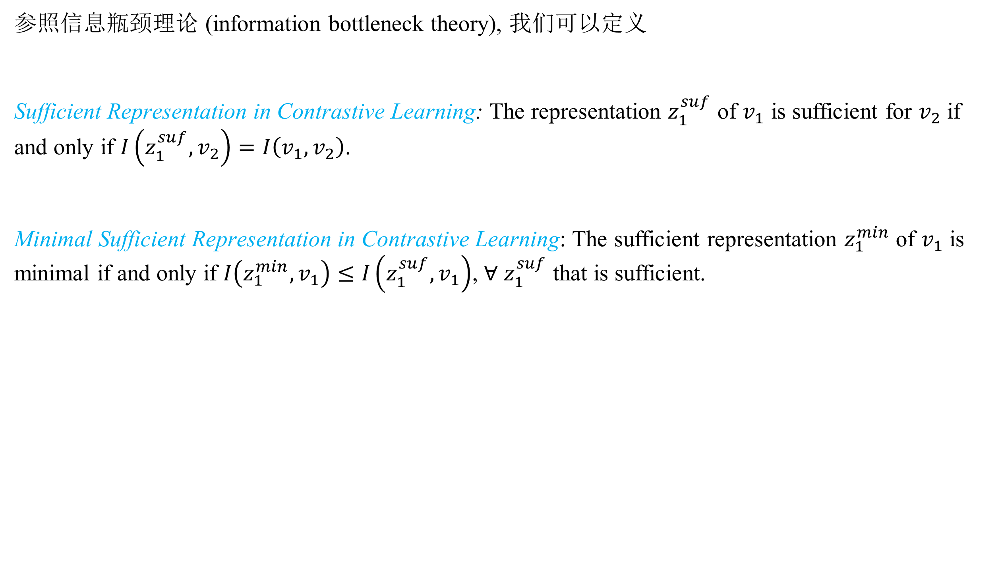 参照信息瓶颈理论 (information bottleneck theory), 我们可以定义
Sufficient Representation in Contrastive Learning: The representation $z_1^{suf}$ of $v_1$ is sufficient for $v_2$ if
and only if $I\left(z_1^{suf}, v_2\right) = I(v_1, v_2)$.
Minimal Sufficient Representation in Contrastive Learning: The sufficient representation $z_1^{min}$ of $v_1$ is
minimal if and only if $I\left(z_1^{min}, v_1\right) \leq I\left(z_1^{suf}, v_1\right)$, $\forall\ z_1^{suf}$ that is sufficient.